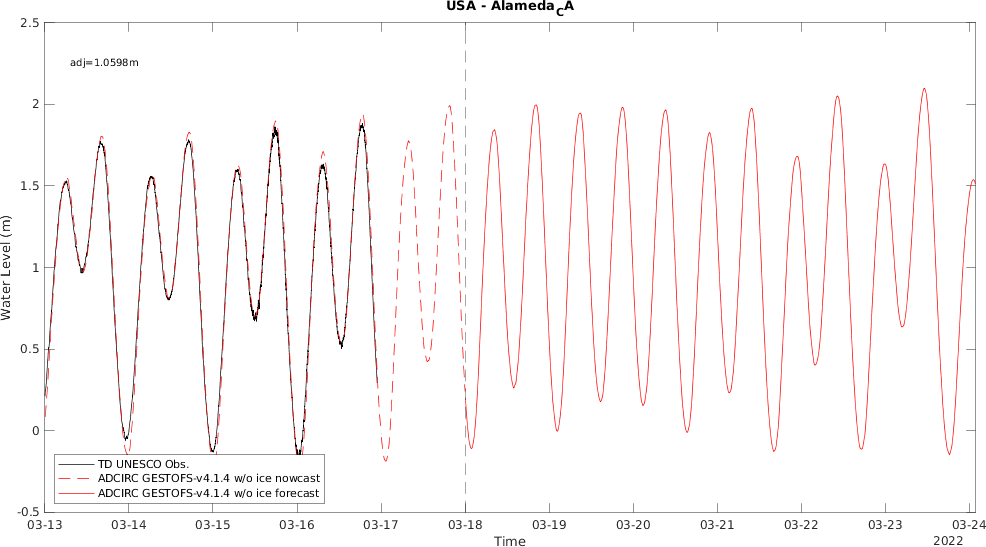 USA - Alameda_CA
adj=1.0598m
Water Level (m)
2.5
2
1.5
1
0.5
0
-0.5
TD UNESCO Obs.
ADCIRC GESTOFS-v4.1.4 w/o ice nowcast
ADCIRC GESTOFS-v4.1.4 w/o ice forecast
03-13 03-14 03-15 03-16 03-17 03-18 03-19 03-20 03-21 03-22 03-23 03-24
Time
2022